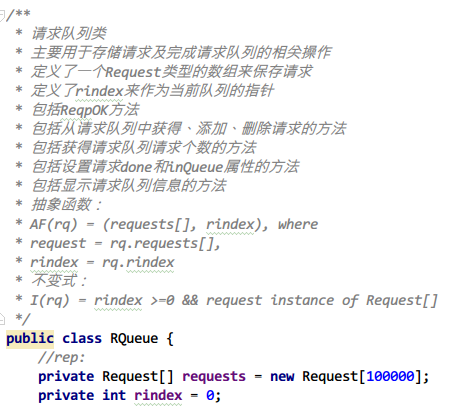 /**
* 请求队列类
* 主要用于存储请求及完成请求队列的相关操作
* 定义了一个Request类型的数组来保存请求
* 定义了rindex来作为当前队列的指针
* 包括ReqpOK方法
* 包括从请求队列中获得、添加、删除请求的方法
* 包括获得请求队列请求个数的方法
* 包括设置请求done和inQueue属性的方法
* 包括显示请求队列信息的方法
* 抽象函数：
* AF(rq) = (requests[], rindex), where
* request = rq.requests[],
* rindex = rq.rindex
* 不变式：
* I(rq) = rindex >=0 && request instance of Request[]
*/
public class RQueue {
//rep:
private Request[] requests = new Request[100000];
private int rindex = 0;